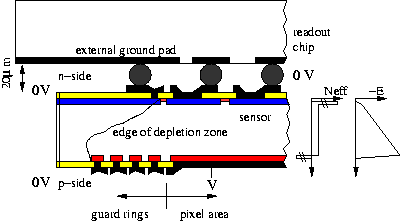 readout
chip
external ground pad
20μm
n-side
0 V
0V
Neff
-E
sensor
edge of depletion zone
0V
p-side
V
guard rings
pixel area